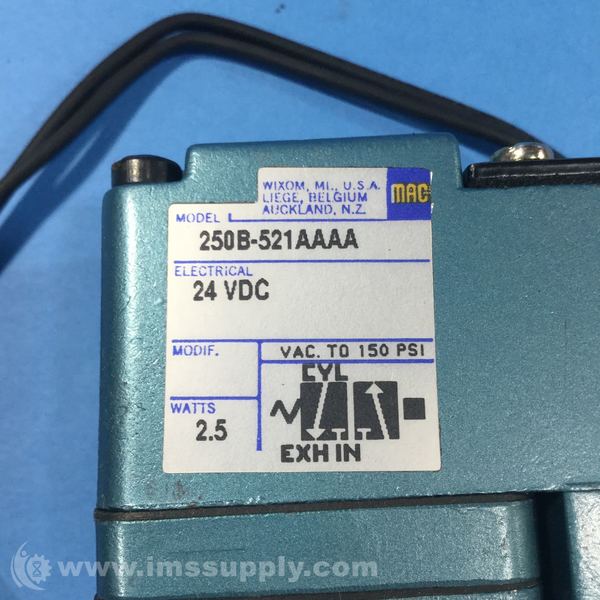 WIXOM, MI., U.S.A.
LIEGE, BELGIUM
AUCKLAND, N.Z.
MAC
MODEL
250B-521AAAA
ELECTRICAL
24 VDC
MODIF.
VAC. TO 150 PSI
CYL
WATTS
2.5
EXH IN
www.imssupply.com